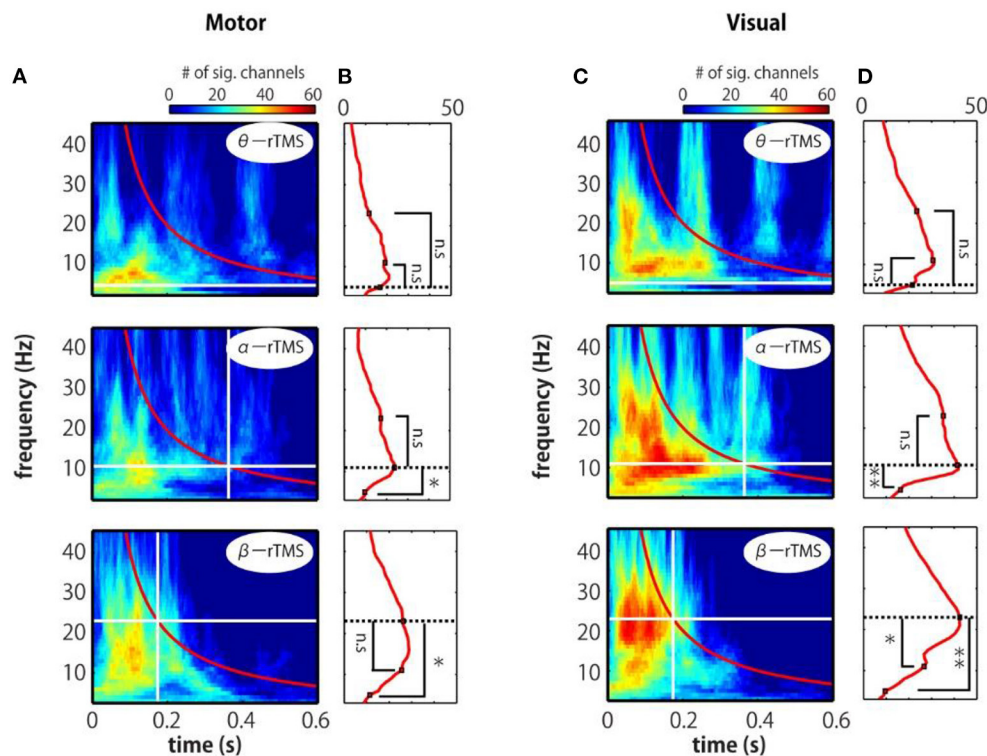 Motor
Visual
A
B
C
D
# of sig. channels
0 20 40 60
0 50
# of sig. channels
0 20 40 60
0 50
frequency (Hz)
40
30
20
10
θ—rTMS
n.s
n.s
40
30
20
10
α—rTMS
n.s
*
40
30
20
10
β—rTMS
n.s
*
0 0.2 0.4 0.6
time (s)
frequency (Hz)
40
30
20
10
θ—rTMS
n.s
n.s
40
30
20
10
α—rTMS
n.s
**
40
30
20
10
β—rTMS
*
**
0 0.2 0.4 0.6
time (s)